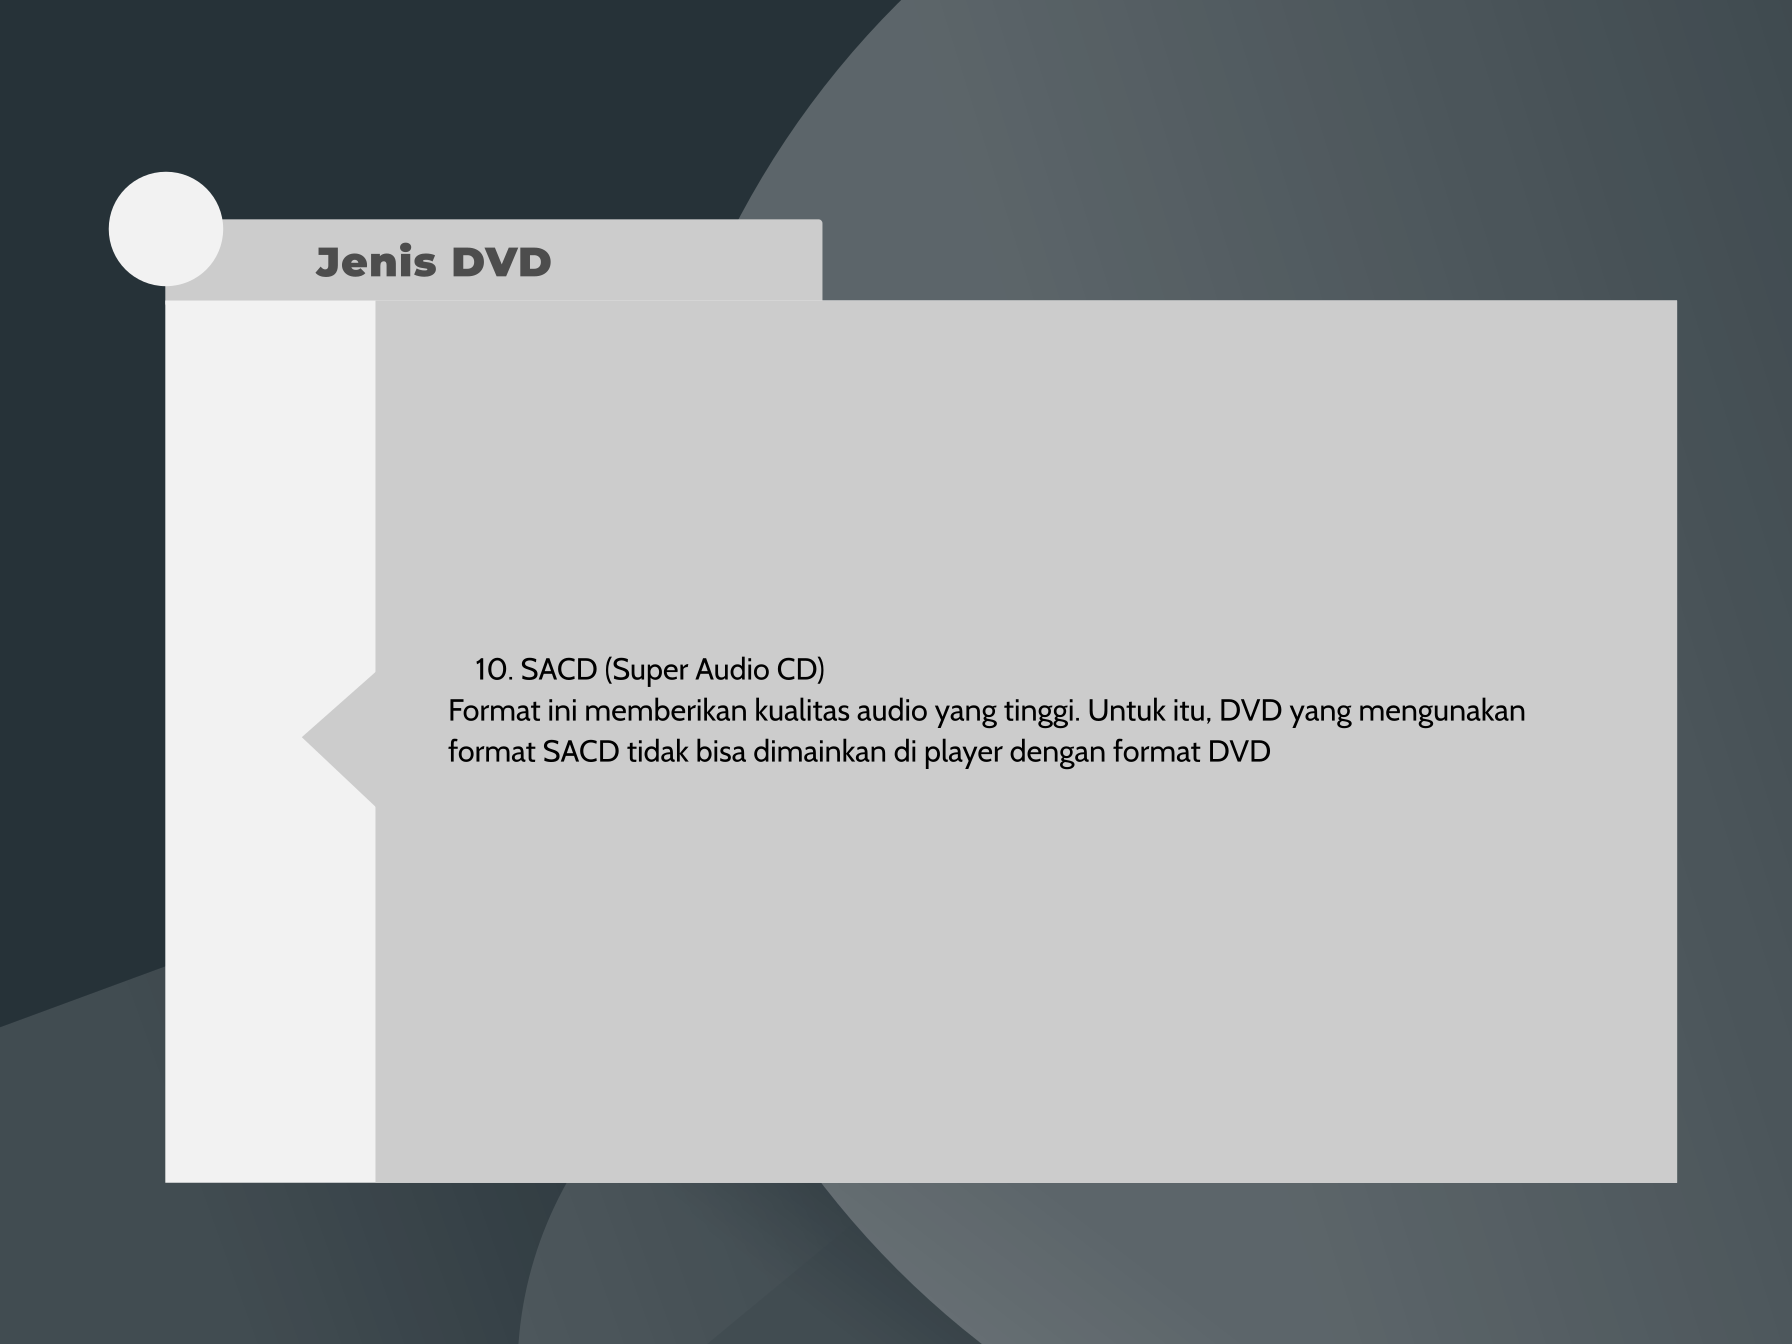 Jenis DVD
10. SACD (Super Audio CD)
Format ini memberikan kualitas audio yang tinggi. Untuk itu, DVD yang mengunakan
format SACD tidak bisa dimainkan di player dengan format DVD